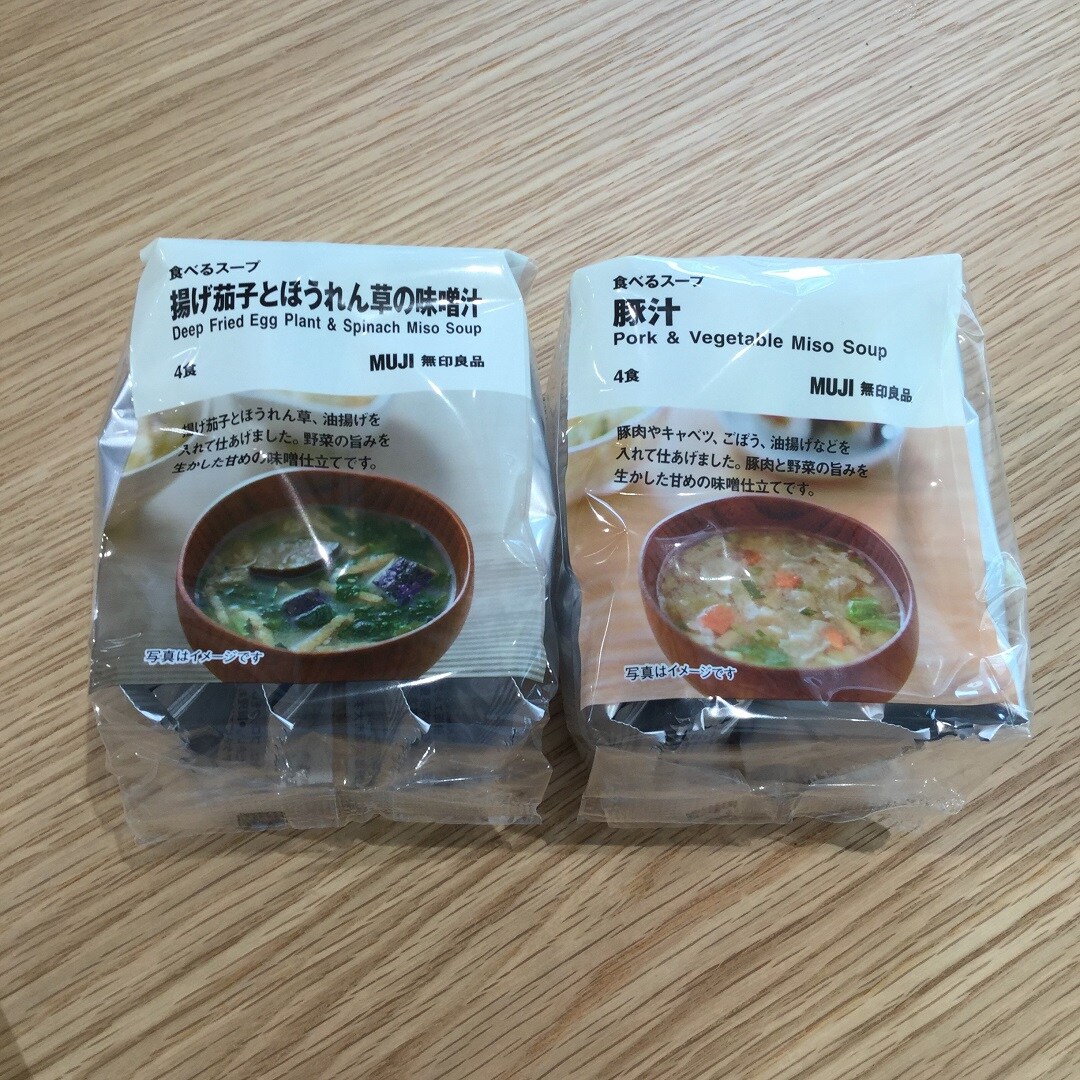 食べるスープ
揚げ茄子とほうれん草の味噌汁
Deep Fried Egg Plant & Spinach Miso Soup
4食
MUJI 無印良品
揚げ茄子とほうれん草、油揚げを
入れて仕あげました。野菜の旨みを
生かした甘めの味噌仕立てです。
写真はイメージです
食べるスープ
豚汁
Pork & Vegetable Miso Soup
4食
MUJI 無印良品
豚肉やキャベツ、ごぼう、油揚げなどを
入れて仕あげました。豚肉と野菜の旨みを
生かした甘めの味噌仕立てです。
写真はイメージです